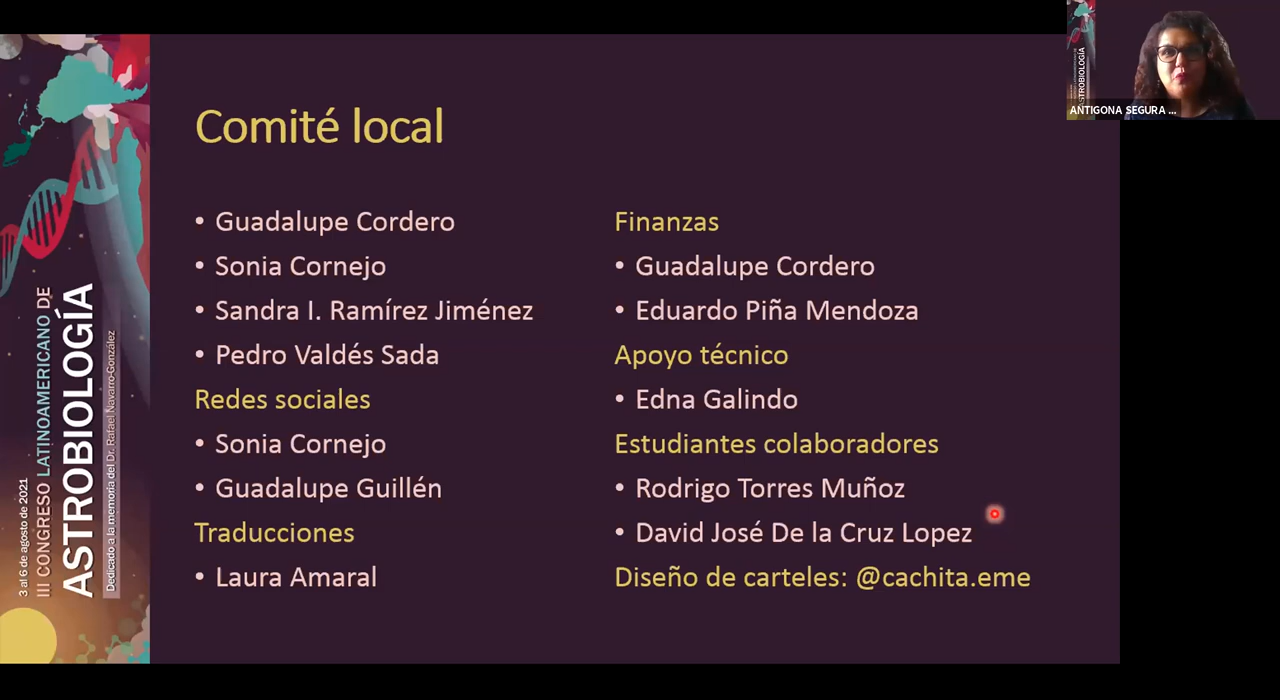 Comité local
• Guadalupe Cordero
• Sonia Cornejo
• Sandra I. Ramírez Jiménez
• Pedro Valdés Sada
Redes sociales
• Sonia Cornejo
• Guadalupe Guillén
Traducciones
• Laura Amaral
Finanzas
• Guadalupe Cordero
• Eduardo Piña Mendoza
Apoyo técnico
• Edna Galindo
Estudiantes colaboradores
• Rodrigo Torres Muñoz
• David José De la Cruz Lopez
Diseño de carteles: @cachita.eme
3 al 6 de agosto de 2021
III CONGRESO LATINOAMERICANO DE
ASTROBIOLOGÍA
Dedicado a la memoria del Dr. Rafael Navarro-González
ASTROBIOLOGÍA
ANTIGONA SEGURA ...